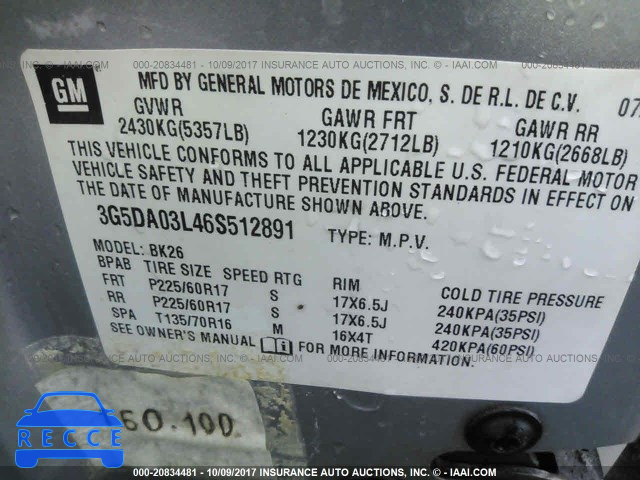 000-20834481 - 10/09/2017 INSURANCE AUTO AUCTIONS, INC. - IAAI.COM
GM
MFD BY GENERAL MOTORS DE MEXICO, S. DE R.L. DE C.V. 07
GVWR GAWR FRT GAWR RR
2430KG(5357LB) 1230KG(2712LB) 1210KG(2668LB)
THIS VEHICLE CONFORMS TO ALL APPLICABLE U.S. FEDERAL MOTOR
VEHICLE SAFETY AND THEFT PREVENTION STANDARDS IN EFFECT
THE DATE OF MANUFACTURE SHOWN ABOVE.
3G5DA03L46S512891 TYPE: M.P.V.
MODEL: BK26
BPAB TIRE SIZE SPEED RTG RIM COLD TIRE PRESSURE
FRT P225/60R17 S 17X6.5J 240KPA(35PSI)
RR P225/60R17 S 17X6.5J 240KPA(35PSI)
SPA T135/70R16 M 16X4T 420KPA(60PSI)
SEE OWNER'S MANUAL FOR MORE INFORMATION.
60.100
RECCE
000-20834481 - 10/09/2017 INSURANCE AUTO AUCTIONS, INC. - IAAI.COM